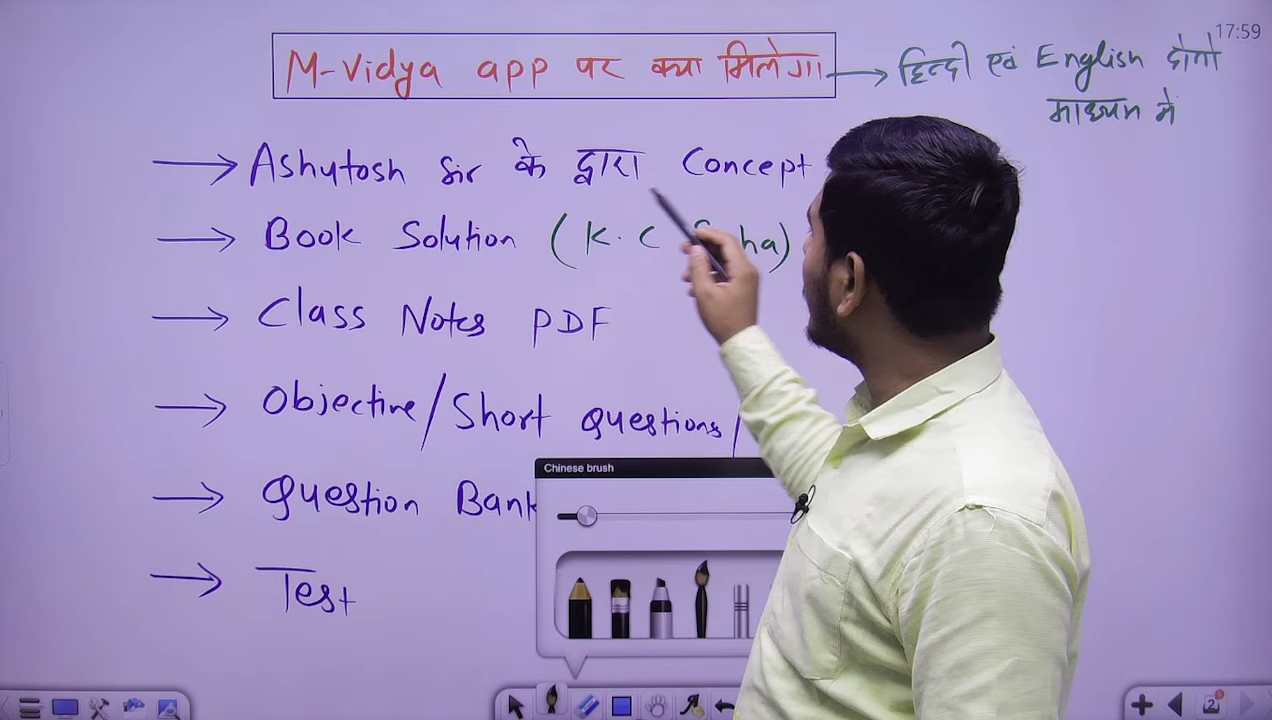 17:59
M-Vidya app पर क्या मिलेगा → हिन्दी एवं English दोनो
माध्यम मे
→ Ashutosh Sir के द्वारा Concept
→ Book Solution (K.C
→ Class Notes PDF
→ Objective/Short Questions/
Chinese brush
→ Question Bank
→ Test
2